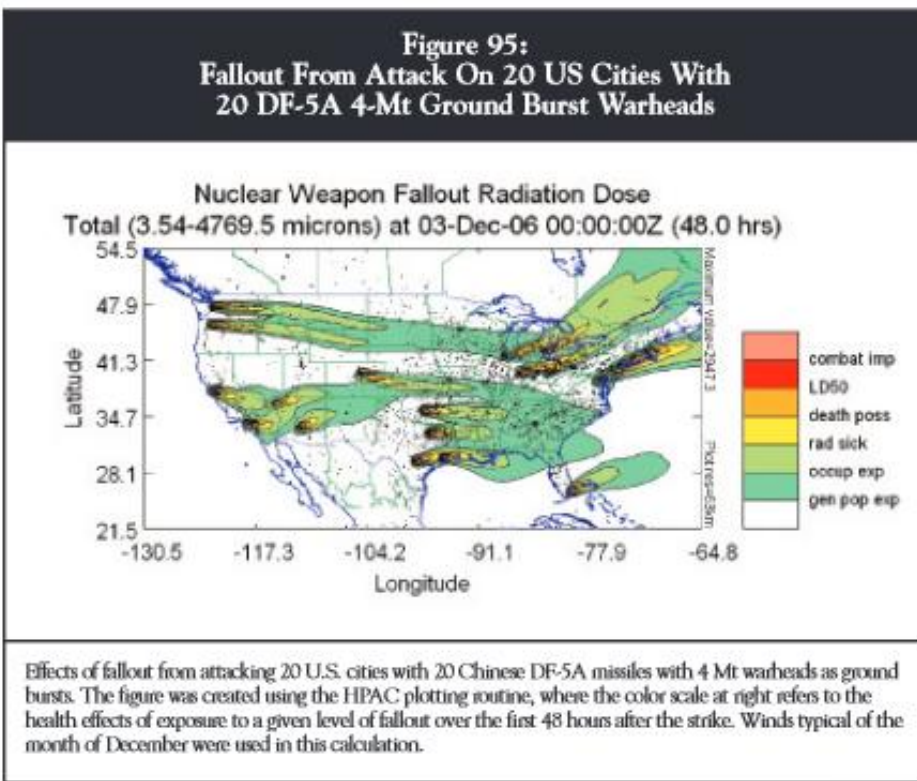 Figure 95:
Fallout From Attack On 20 US Cities With
20 DF-5A 4-Mt Ground Burst Warheads
Nuclear Weapon Fallout Radiation Dose
Total (3.54-4769.5 microns) at 03-Dec-06 00:00:00Z (48.0 hrs)
54.5
47.9
41.3
34.7
28.1
21.5
Latitude
-130.5 -117.3 -104.2 -91.1 -77.9 -64.8
Longitude
Maximum value=2947.3
Plot res=63km
combat imp
LD50
death poss
rad sick
occup exp
gen pop exp
Effects of fallout from attacking 20 U.S. cities with 20 Chinese DF-5A missiles with 4 Mt warheads as ground
bursts. The figure was created using the HPAC plotting routine, where the color scale at right refers to the
health effects of exposure to a given level of fallout over the first 48 hours after the strike. Winds typical of the
month of December were used in this calculation.